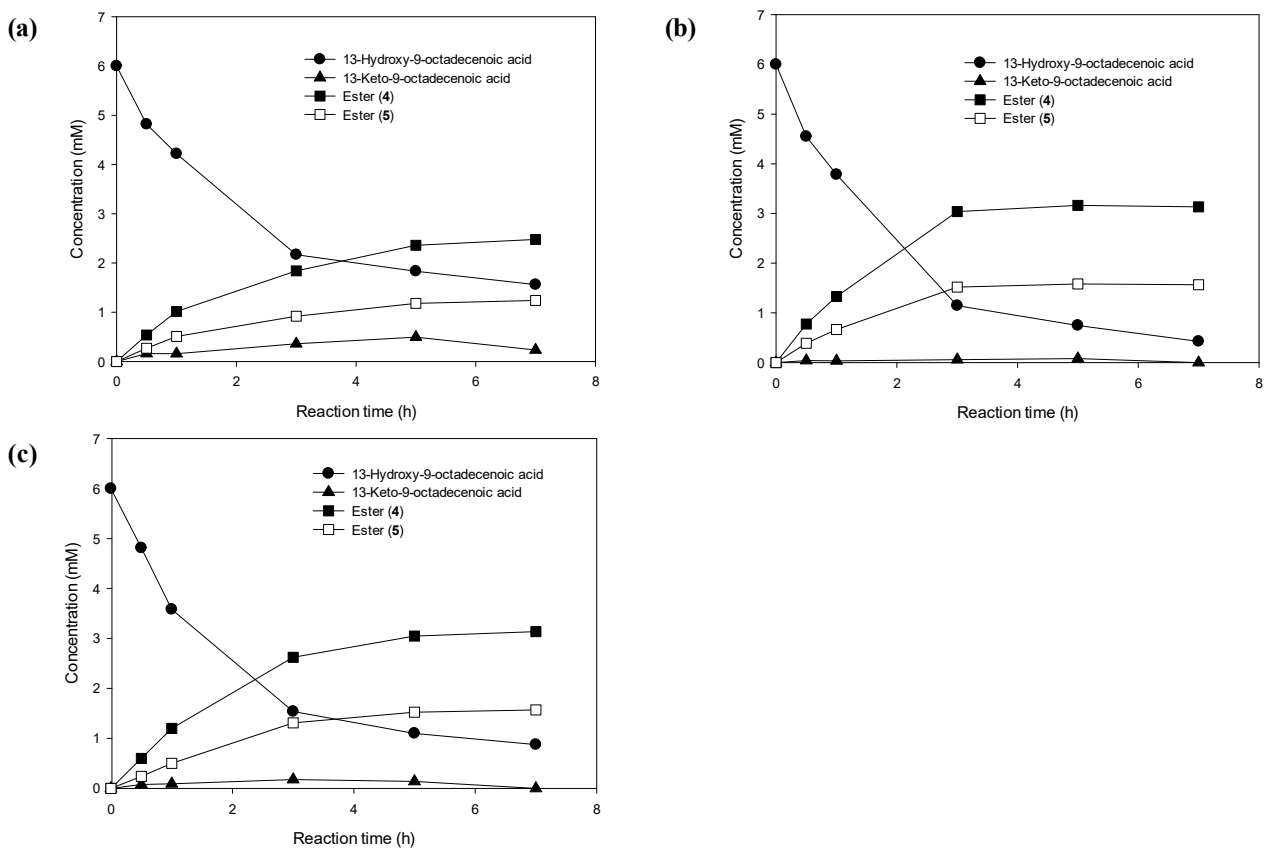 (a)
7
6
5
4
3
2
1
0
Concentration (mM)
13-Hydroxy-9-octadecenoic acid
13-Keto-9-octadecenoic acid
Ester (4)
Ester (5)
0 2 4 6 8
Reaction time (h)
(b)
7
6
5
4
3
2
1
0
Concentration (mM)
13-Hydroxy-9-octadecenoic acid
13-Keto-9-octadecenoic acid
Ester (4)
Ester (5)
0 2 4 6 8
Reaction time (h)
(c)
7
6
5
4
3
2
1
0
Concentration (mM)
13-Hydroxy-9-octadecenoic acid
13-Keto-9-octadecenoic acid
Ester (4)
Ester (5)
0 2 4 6 8
Reaction time (h)